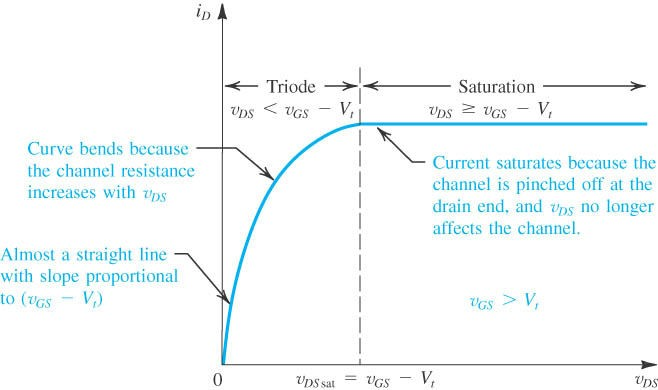 i_D
Triode
Saturation
v_DS < v_GS − V_t
v_DS ≥ v_GS − V_t
Curve bends because
the channel resistance
increases with v_DS
Current saturates because the
channel is pinched off at the
drain end, and v_DS no longer
affects the channel.
Almost a straight line
with slope proportional
to (v_GS − V_t)
v_GS > V_t
0
v_DSsat = v_GS − V_t
v_DS